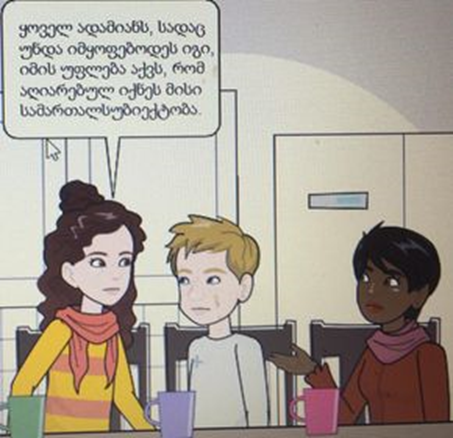 ყოველ ადამიანს, სადაც
უნდა იმყოფებოდეს იგი,
იმის უფლება აქვს, რომ
აღიარებულ იქნეს მისი
სამართალსუბიექტობა.